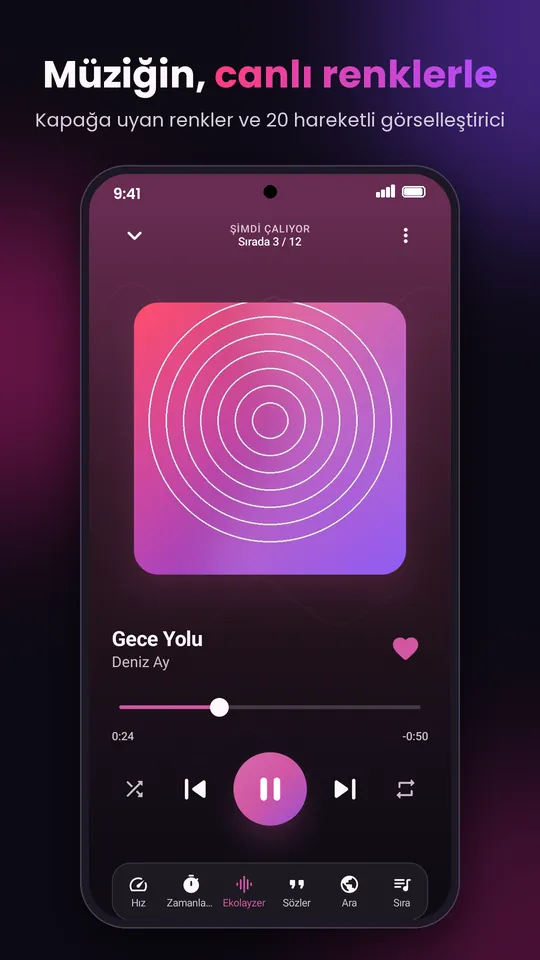 Müziğin, canlı renklerle
Kapağa uyan renkler ve 20 hareketli görselleştirici
9:41
ŞİMDİ ÇALIYOR
Sırada 3 / 12
Gece Yolu
Deniz Ay
0:24 -0:50
Hız Zamanla... Ekolayzer Sözler Ara Sıra